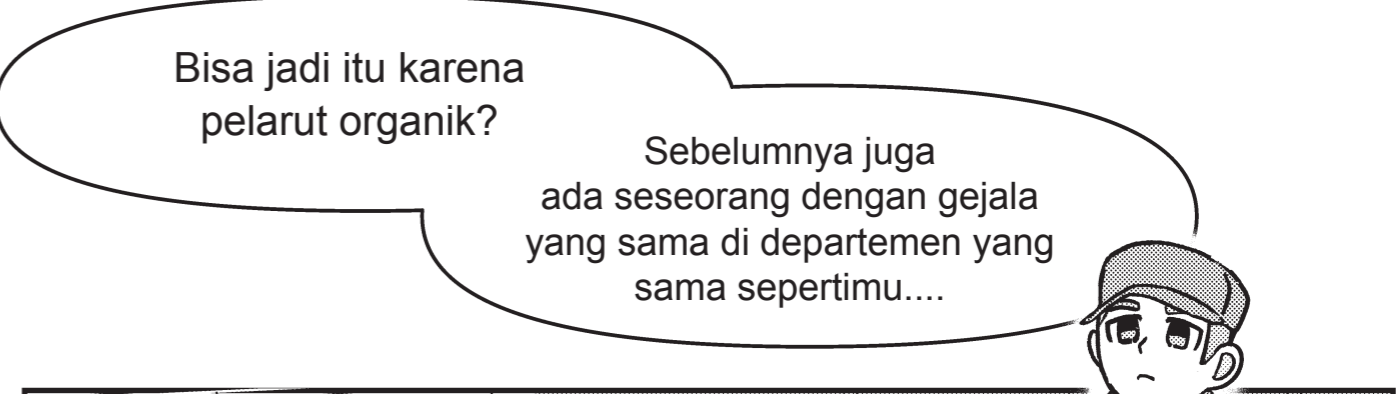 Bisa jadi itu karena
pelarut organik?
Sebelumnya juga
ada seseorang dengan gejala
yang sama di departemen yang
sama sepertimu....